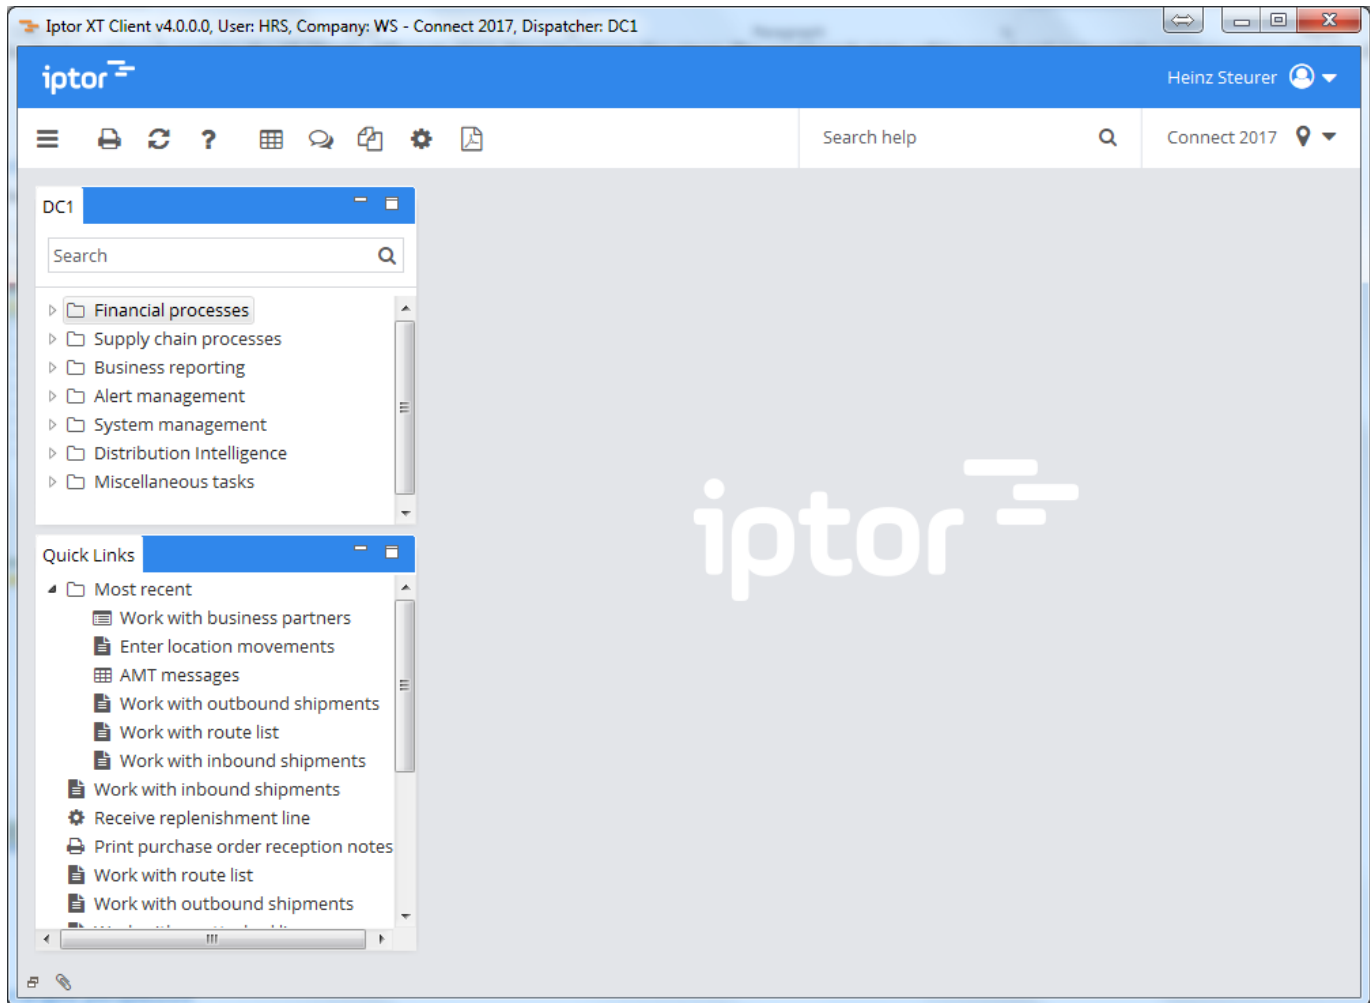 Iptor XT Client v4.0.0.0, User: HRS, Company: WS - Connect 2017, Dispatcher: DC1
iptor
Heinz Steurer
?
Search help
Connect 2017
DC1
Search
Financial processes
Supply chain processes
Business reporting
Alert management
System management
Distribution Intelligence
Miscellaneous tasks
iptor
Quick Links
Most recent
Work with business partners
Enter location movements
AMT messages
Work with outbound shipments
Work with route list
Work with inbound shipments
Work with inbound shipments
Receive replenishment line
Print purchase order reception notes
Work with route list
Work with outbound shipments